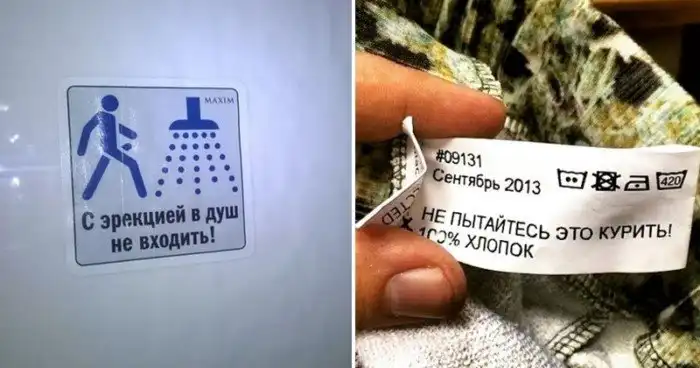 MAXIM
С эрекцией в душ
не входить!
#09131
Сентябрь 2013
420
НЕ ПЫТАЙТЕСЬ ЭТО КУРИТЬ!
100% ХЛОПОК